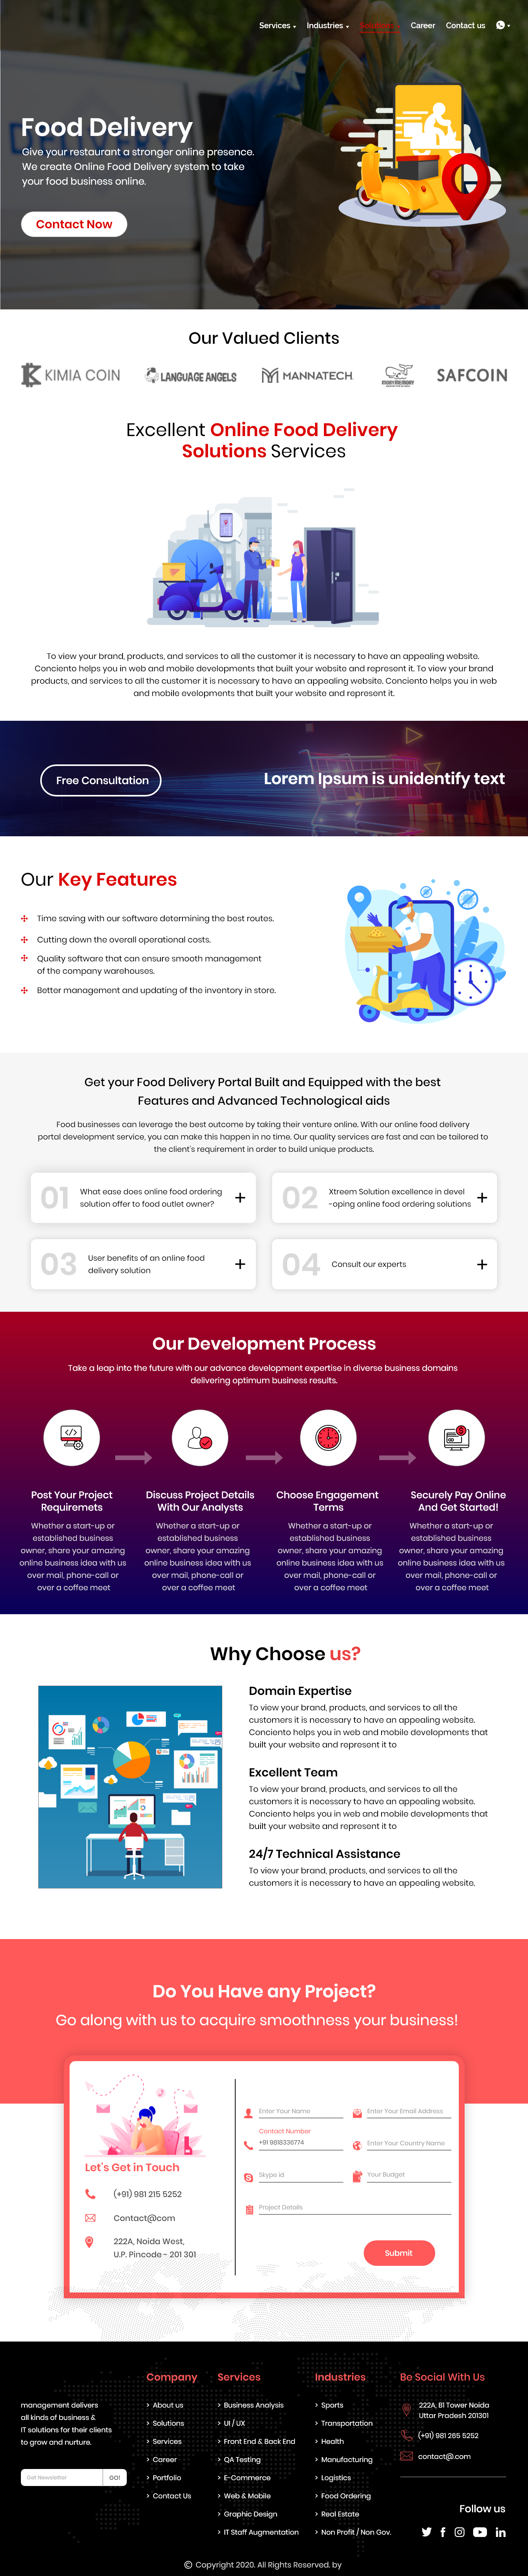 Services
Industries
Solutions
Career
Contact us
Food Delivery
Give your restaurant a stronger online presence.
We create Online Food Delivery system to take
your food business online.
Contact Now
Our Valued Clients
KIMIA COIN
LANGUAGE ANGELS
MANNATECH
SAFCOIN
Excellent Online Food Delivery
Solutions Services
To view your brand, products, and services to all the customer it is necessary to have an appealing website.
Conciento helps you in web and mobile developments that built your website and represent it. To view your brand
products, and services to all the customer it is necessary to have an appealing website. Conciento helps you in web
and mobile evelopments that built your website and represent it.
Free Consultation
Lorem Ipsum is unidentify text
Our Key Features
Time saving with our software determining the best routes.
Cutting down the overall operational costs.
Quality software that can ensure smooth management
of the company warehouses.
Better management and updating of the inventory in store.
Get your Food Delivery Portal Built and Equipped with the best
Features and Advanced Technological aids
Food businesses can leverage the best outcome by taking their venture online. With our online food delivery
portal development service, you can make this happen in no time. Our quality services are fast and can be tailored to
the client's requirement in order to build unique products.
01
What ease does online food ordering
solution offer to food outlet owner?
+
02
Xtreem Solution excellence in devel
-oping online food ordering solutions
+
03
User benefits of an online food
delivery solution
+
04
Consult our experts
+
Our Development Process
Take a leap into the future with our advance development expertise in diverse business domains
delivering optimum business results.
Post Your Project
Requiremets
Whether a start-up or
established business
owner, share your amazing
online business idea with us
over mail, phone-call or
over a coffee meet
Discuss Project Details
With Our Analysts
Whether a start-up or
established business
owner, share your amazing
online business idea with us
over mail, phone-call or
over a coffee meet
Choose Engagement
Terms
Whether a start-up or
established business
owner, share your amazing
online business idea with us
over mail, phone-call or
over a coffee meet
Securely Pay Online
And Get Started!
Whether a start-up or
established business
owner, share your amazing
online business idea with us
over mail, phone-call or
over a coffee meet
Why Choose us?
Domain Expertise
To view your brand, products, and services to all the
customers it is necessary to have an appealing website.
Conciento helps you in web and mobile developments that
built your website and represent it to
Excellent Team
To view your brand, products, and services to all the
customers it is necessary to have an appealing website.
Conciento helps you in web and mobile developments that
built your website and represent it to
24/7 Technical Assistance
To view your brand, products, and services to all the
customers it is necessary to have an appealing website.
Do You Have any Project?
Go along with us to acquire smoothness your business!
Let's Get in Touch
(+91) 981 215 5252
Contact@com
222A, Noida West,
U.P. Pincode - 201 301
Enter Your Name
Enter Your Email Address
Contact Number
+91 9818336774
Enter Your Country Name
Skype id
Your Budget
Project Details
Submit
management delivers
all kinds of business &
IT solutions for their clients
to grow and nurture.
Get Newsletter
GO!
Company
> About us
> Solutions
> Services
> Career
> Portfolio
> Contact Us
Services
> Business Analysis
> UI / UX
> Front End & Back End
> QA Testing
> E-Commerce
> Web & Mobile
> Graphic Design
> IT Staff Augmentation
Industries
> Sports
> Transportation
> Health
> Manufacturing
> Logistics
> Food Ordering
> Real Estate
> Non Profit / Non Gov.
Be Social With Us
222A, B1 Tower Noida
Uttar Pradesh 201301
(+91) 981 265 5252
contact@.com
Follow us
© Copyright 2020. All Rights Reserved. by